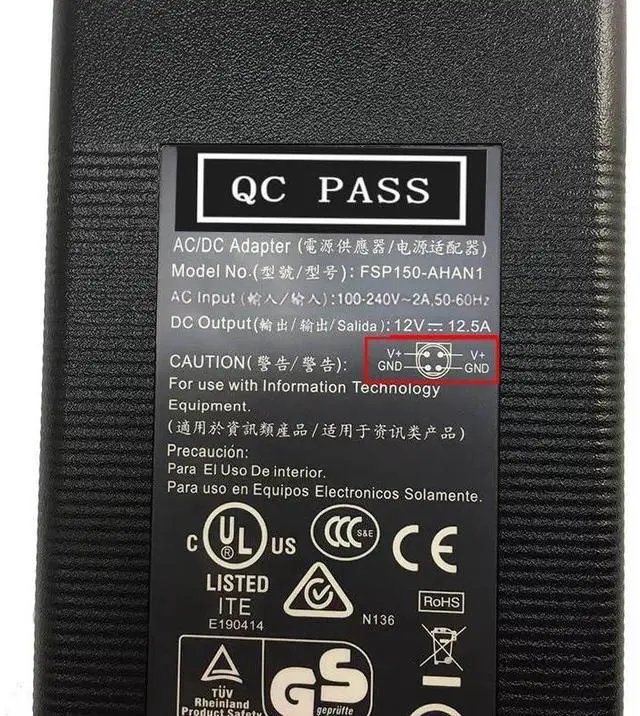 QC PASS
AC/DC Adapter (電源供應器/电源适配器)
Model No.(型號/型号): FSP150-AHAN1
AC Input (輸入/输入):100-240V~2A,50-60Hz
DC Output(輸出/输出/Salida): 12V⎓12.5A
CAUTION(警告/警告):
V+ V+
GND GND
For use with Information Technology
Equipment.
(適用於資訊類産品/适用于资讯类产品)
Precaución:
Para El Uso De interior.
Para uso en Equipos Electronicos Solamente.
C UL ® US
LISTED
ITE
E190414
CCC S&E
CE
N136
RoHS
TÜV
Rheinland
Product Safety
GS
geprüfte